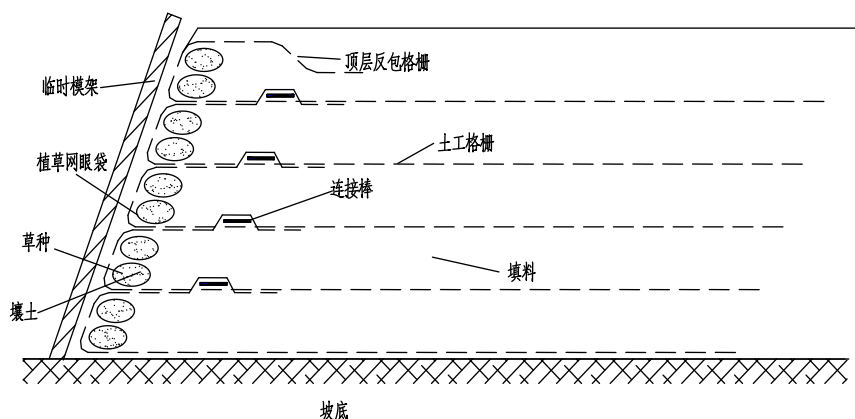 顶层反包格栅
临时模架
土工格栅
植草网眼袋
连接棒
草种
填料
壤土
坡底